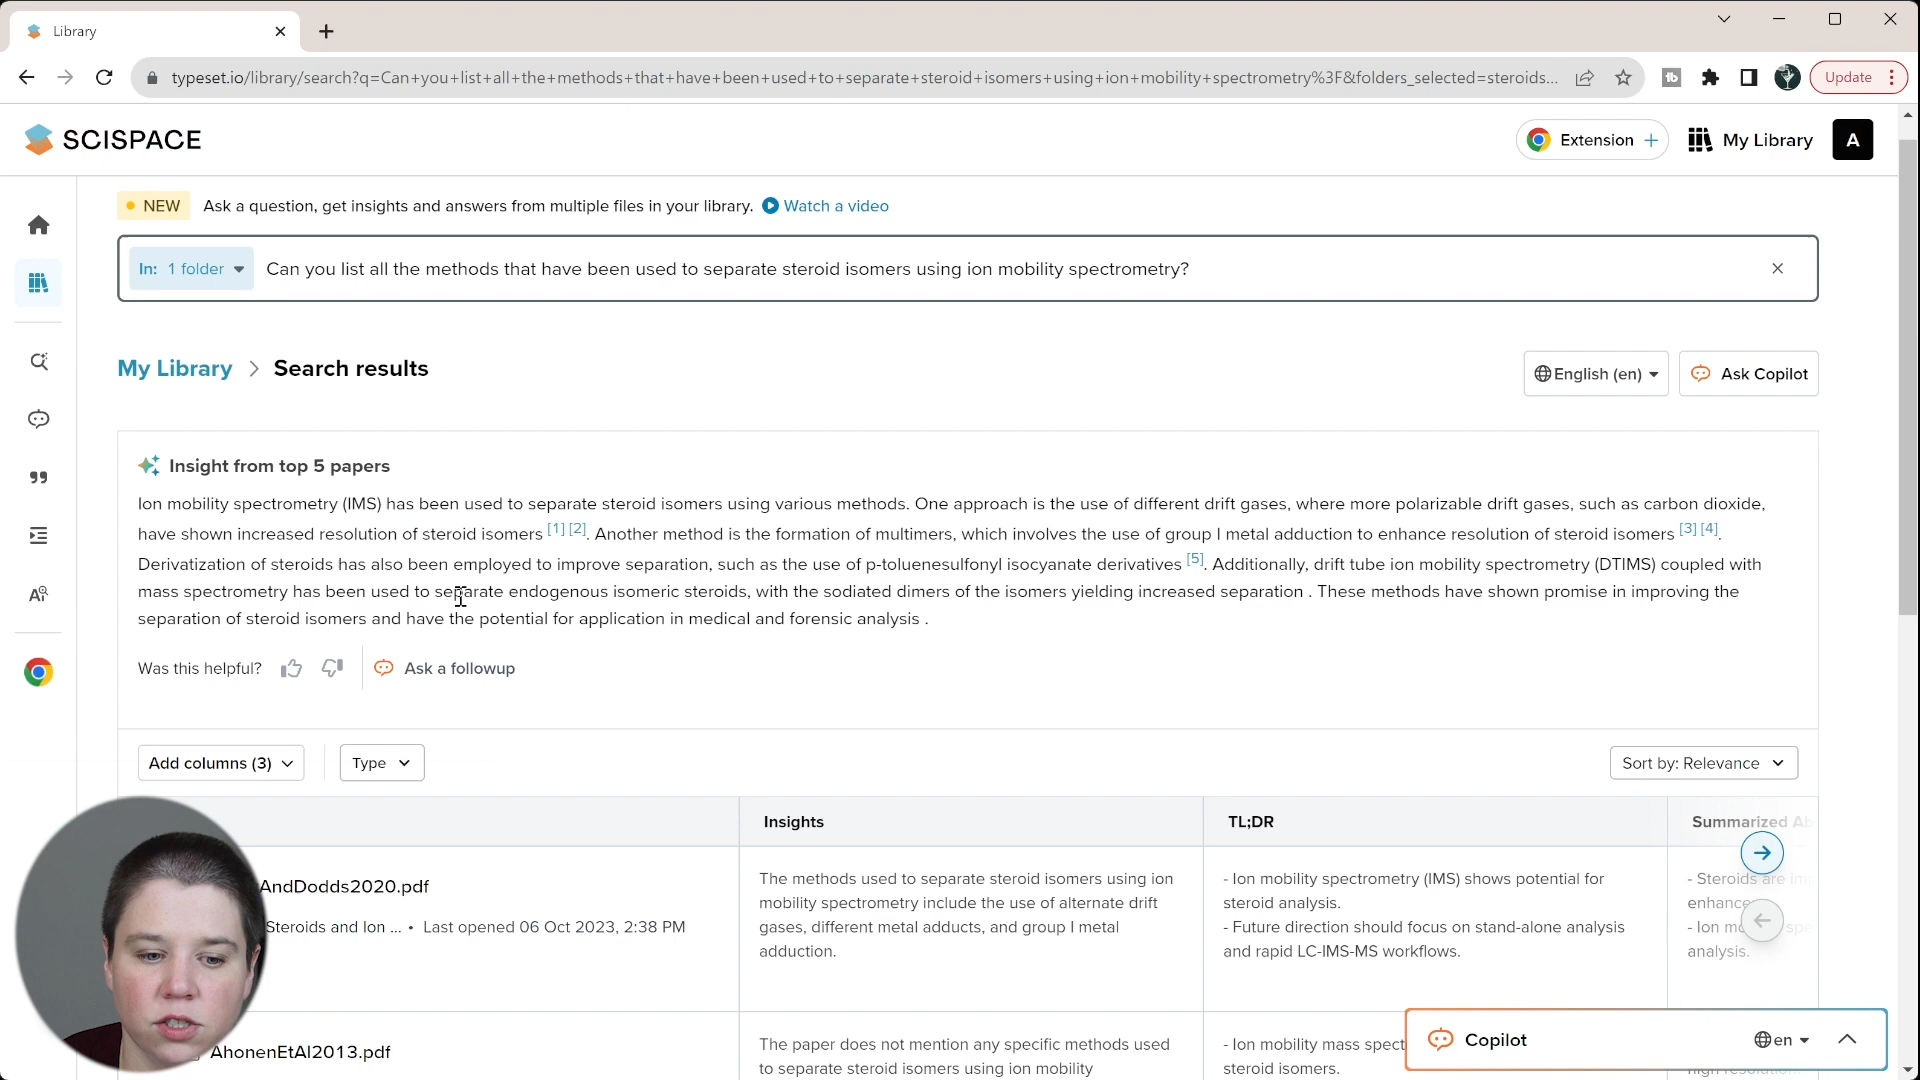 Library
typeset.io/library/search?q=Can+you+list+all+the+methods+that+have+been+used+to+separate+steroid+isomers+using+ion+mobility+spectrometry%3F&folders_selected=steroids...
Update
SCISPACE
Extension +
My Library
A
NEW Ask a question, get insights and answers from multiple files in your library. Watch a video
In: 1 folder Can you list all the methods that have been used to separate steroid isomers using ion mobility spectrometry?
My Library > Search results
English (en)
Ask Copilot
Insight from top 5 papers
Ion mobility spectrometry (IMS) has been used to separate steroid isomers using various methods. One approach is the use of different drift gases, where more polarizable drift gases, such as carbon dioxide,
have shown increased resolution of steroid isomers [1] [2]. Another method is the formation of multimers, which involves the use of group I metal adduction to enhance resolution of steroid isomers [3] [4].
Derivatization of steroids has also been employed to improve separation, such as the use of p-toluenesulfonyl isocyanate derivatives [5]. Additionally, drift tube ion mobility spectrometry (DTIMS) coupled with
mass spectrometry has been used to separate endogenous isomeric steroids, with the sodiated dimers of the isomers yielding increased separation . These methods have shown promise in improving the
separation of steroid isomers and have the potential for application in medical and forensic analysis .
Was this helpful?
Ask a followup
Add columns (3)
Type
Sort by: Relevance
Insights
TL;DR
Summarized Ab
AndDodds2020.pdf
Steroids and Ion ... • Last opened 06 Oct 2023, 2:38 PM
The methods used to separate steroid isomers using ion
mobility spectrometry include the use of alternate drift
gases, different metal adducts, and group I metal
adduction.
- Ion mobility spectrometry (IMS) shows potential for
steroid analysis.
- Future direction should focus on stand-alone analysis
and rapid LC-IMS-MS workflows.
- Steroids are im
enhance
- Ion mo spe
analysis.
AhonenEtAl2013.pdf
The paper does not mention any specific methods used
to separate steroid isomers using ion mobility
- Ion mobility mass spect
steroid isomers.
Copilot
en